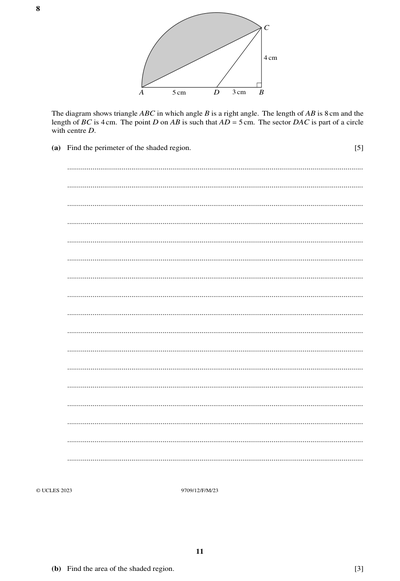 8
C
4 cm
A
5 cm
D
3 cm
B
The diagram shows triangle ABC in which angle B is a right angle. The length of AB is 8 cm and the
length of BC is 4 cm. The point D on AB is such that AD = 5 cm. The sector DAC is part of a circle
with centre D.
(a) Find the perimeter of the shaded region. [5]
© UCLES 2023 9709/12/F/M/23
11
(b) Find the area of the shaded region. [3]